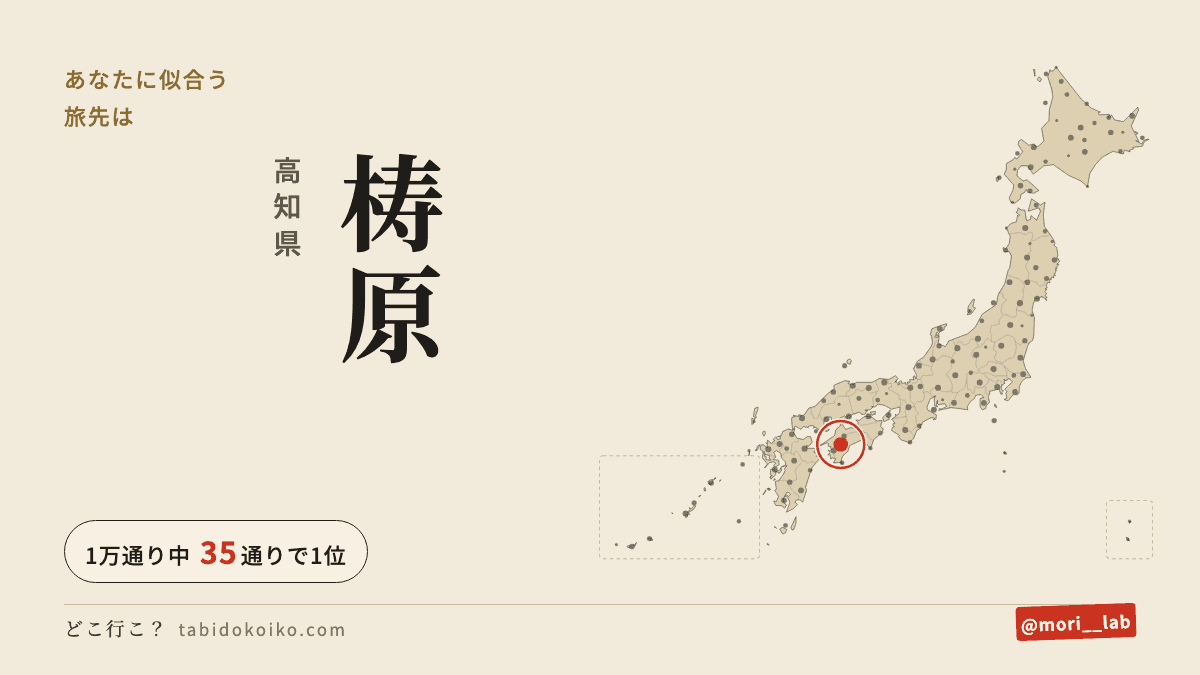 あなたに似合う
旅先は
梼原
高知県
1万通り中 35通りで1位
どこ行こ? tabidokoiko.com
@mori__lab